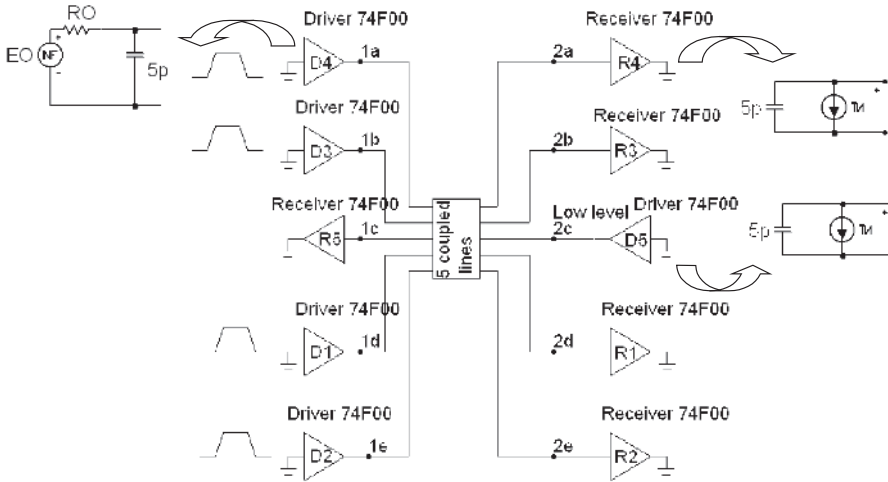 Driver 74F00
Receiver 74F00
RO
EO
NF
5p
D4
1a
2a
R4
Driver 74F00
Receiver 74F00
5p
D3
1b
2b
R3
Receiver 74F00
Low level
Driver 74F00
R5
1c
2c
D5
5p
5 coupled
lines
Driver 74F00
Receiver 74F00
D1
1d
2d
R1
Driver 74F00
Receiver 74F00
D2
1e
2e
R2